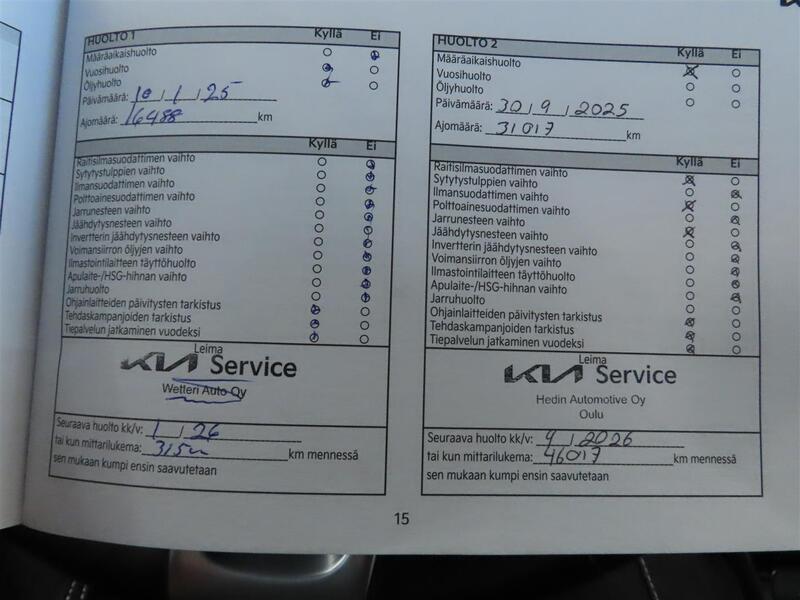 HUOLTO 1 Kyllä Ei
Määräaikaishuolto
Vuosihuolto
Öljyhuolto
Päivämäärä: 10 / 1 / 25
Ajomäärä: 16488 km
Kyllä Ei
Raitisilmasuodattimen vaihto
Sytytystulppien vaihto
Ilmansuodattimen vaihto
Polttoainesuodattimen vaihto
Jarrunesteen vaihto
Jäähdytysnesteen vaihto
Invertterin jäähdytysnesteen vaihto
Voimansiirron öljyjen vaihto
Ilmastointilaitteen täyttöhuolto
Apulaite-/HSG-hihnan vaihto
Jarruhuolto
Ohjainlaitteiden päivitysten tarkistus
Tehdaskampanjoiden tarkistus
Tiepalvelun jatkaminen vuodeksi
Leima
KIA Service
Wetteri Auto Oy
Seuraava huolto kk/v: 1 / 26
tai kun mittarilukema: km mennessä
sen mukaan kumpi ensin saavutetaan
HUOLTO 2 Kyllä Ei
Määräaikaishuolto
Vuosihuolto
Öljyhuolto
Päivämäärä: 30 / 9 / 2025
Ajomäärä: 31017 km
Kyllä Ei
Raitisilmasuodattimen vaihto
Sytytystulppien vaihto
Ilmansuodattimen vaihto
Polttoainesuodattimen vaihto
Jarrunesteen vaihto
Jäähdytysnesteen vaihto
Invertterin jäähdytysnesteen vaihto
Voimansiirron öljyjen vaihto
Ilmastointilaitteen täyttöhuolto
Apulaite-/HSG-hihnan vaihto
Jarruhuolto
Ohjainlaitteiden päivitysten tarkistus
Tehdaskampanjoiden tarkistus
Tiepalvelun jatkaminen vuodeksi
Leima
KIA Service
Hedin Automotive Oy
Oulu
Seuraava huolto kk/v: 9 / 2026
tai kun mittarilukema: 46017 km mennessä
sen mukaan kumpi ensin saavutetaan
15